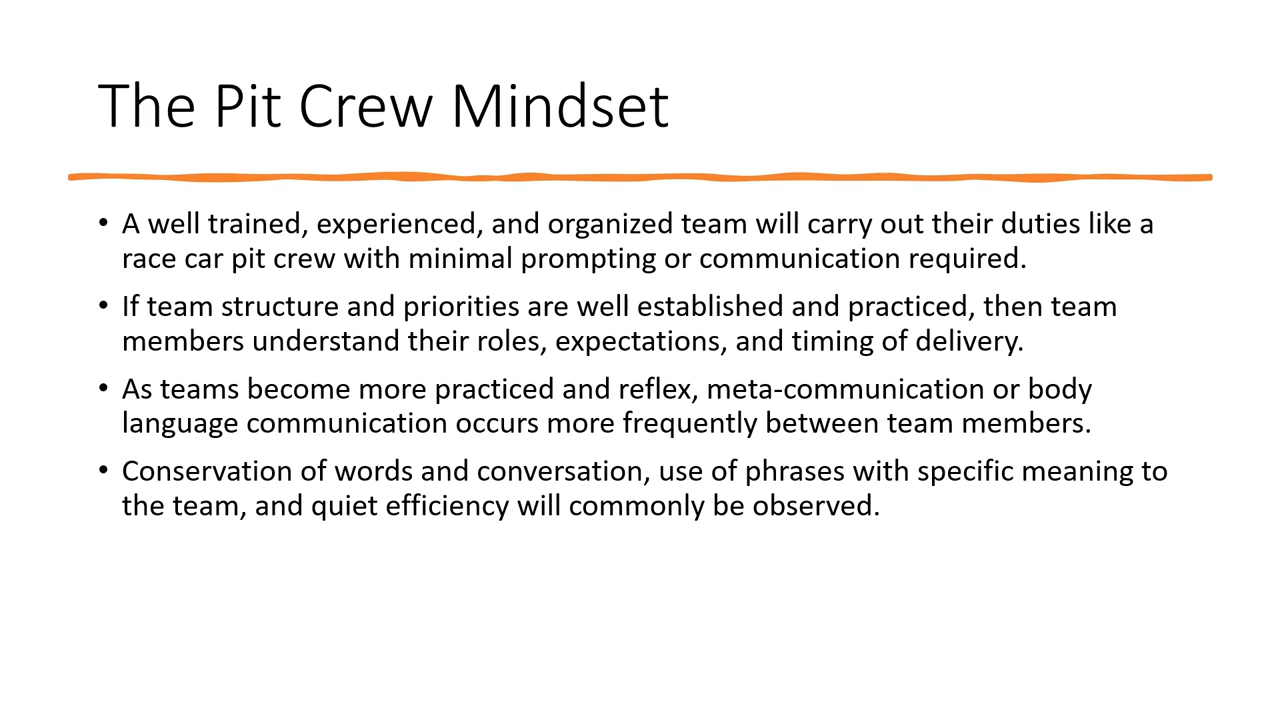 The Pit Crew Mindset
• A well trained, experienced, and organized team will carry out their duties like a
race car pit crew with minimal prompting or communication required.
• If team structure and priorities are well established and practiced, then team
members understand their roles, expectations, and timing of delivery.
• As teams become more practiced and reflex, meta-communication or body
language communication occurs more frequently between team members.
• Conservation of words and conversation, use of phrases with specific meaning to
the team, and quiet efficiency will commonly be observed.